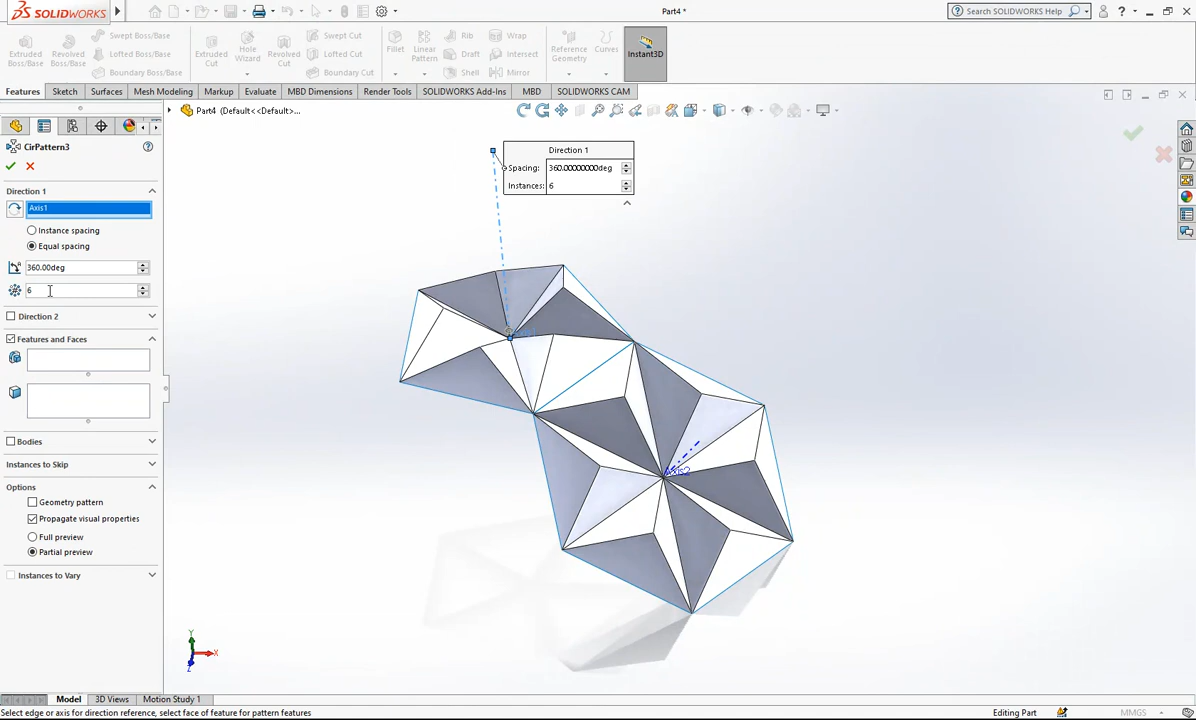 SOLIDWORKS
Part4 *
Search SOLIDWORKS Help
?
Extruded Boss/Base
Revolved Boss/Base
Swept Boss/Base
Lofted Boss/Base
Boundary Boss/Base
Extruded Cut
Hole Wizard
Revolved Cut
Swept Cut
Lofted Cut
Boundary Cut
Fillet
Linear Pattern
Rib
Draft
Shell
Wrap
Intersect
Mirror
Reference Geometry
Curves
Instant3D
Features
Sketch
Surfaces
Mesh Modeling
Markup
Evaluate
MBD Dimensions
Render Tools
SOLIDWORKS Add-Ins
MBD
SOLIDWORKS CAM
Part4 (Default<<Default>...
CirPattern3
Direction 1
Axis1
Instance spacing
Equal spacing
360.00deg
6
Direction 2
Features and Faces
Bodies
Instances to Skip
Options
Geometry pattern
Propagate visual properties
Full preview
Partial preview
Instances to Vary
Direction 1
Spacing: 360.00000000deg
Instances: 6
Axis2
Y
X
Z
Model
3D Views
Motion Study 1
Select edge or axis for direction reference, select face of feature for pattern features
Editing Part
MMGS